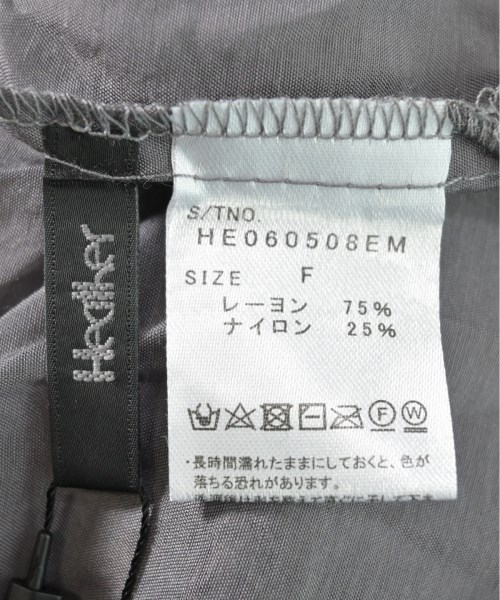 Heather
S/TNO.
HE060508EM
SIZE F
レーヨン 75%
ナイロン 25%
F W
・長時間濡れたままにしておくと、色が
落ちる恐れがあります。